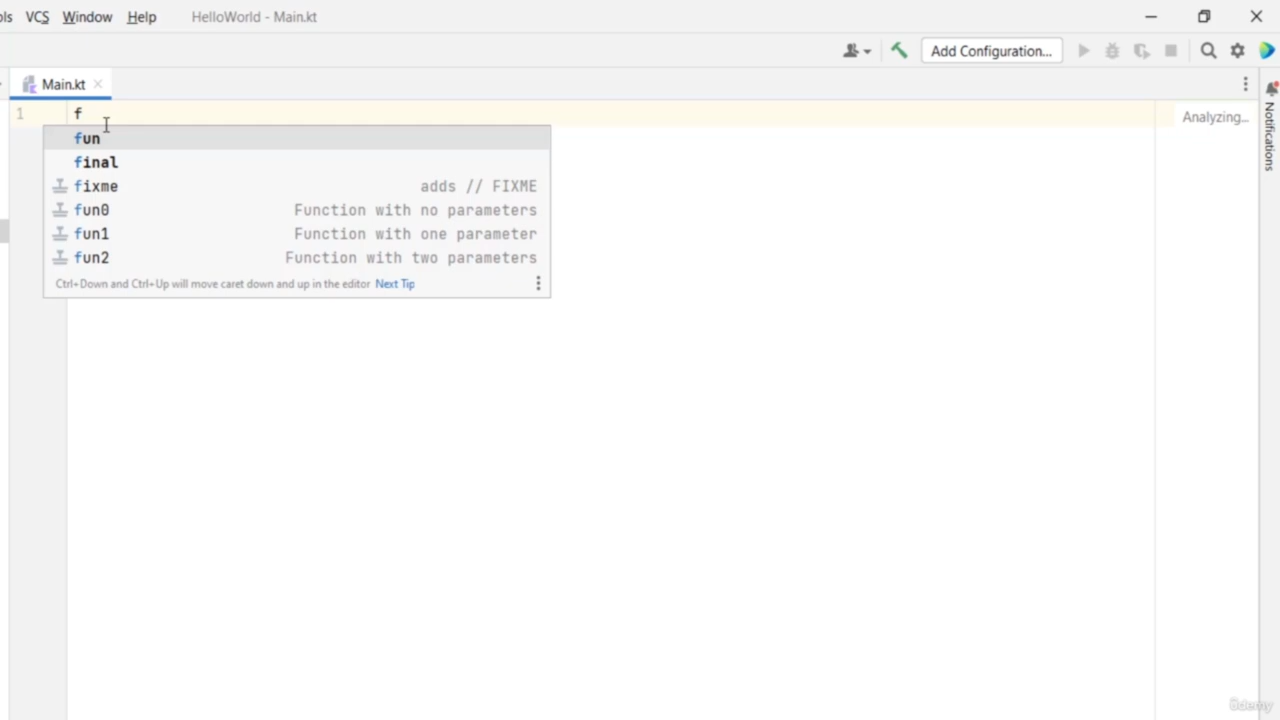 ols VCS Window Help HelloWorld - Main.kt
Add Configuration...
Main.kt
1 f
Analyzing...
Notifications
fun
final
fixme adds // FIXME
fun0 Function with no parameters
fun1 Function with one parameter
fun2 Function with two parameters
Ctrl+Down and Ctrl+Up will move caret down and up in the editor Next Tip
ûdemy